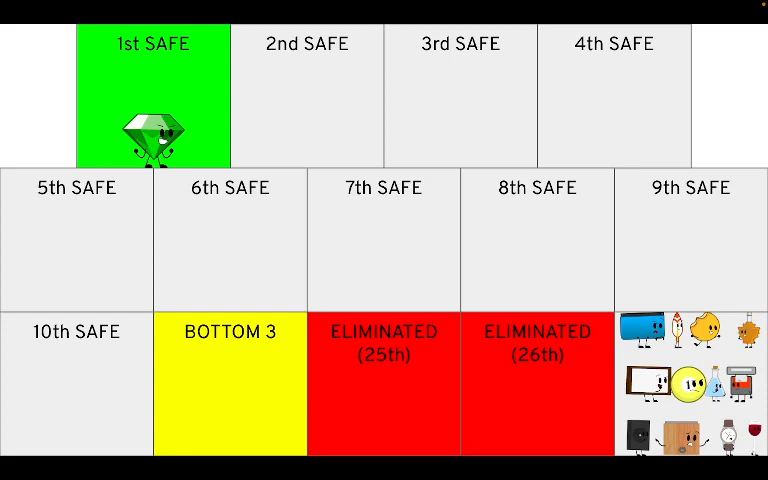 1st SAFE
2nd SAFE
3rd SAFE
4th SAFE
5th SAFE
6th SAFE
7th SAFE
8th SAFE
9th SAFE
10th SAFE
BOTTOM 3
ELIMINATED
(25th)
ELIMINATED
(26th)